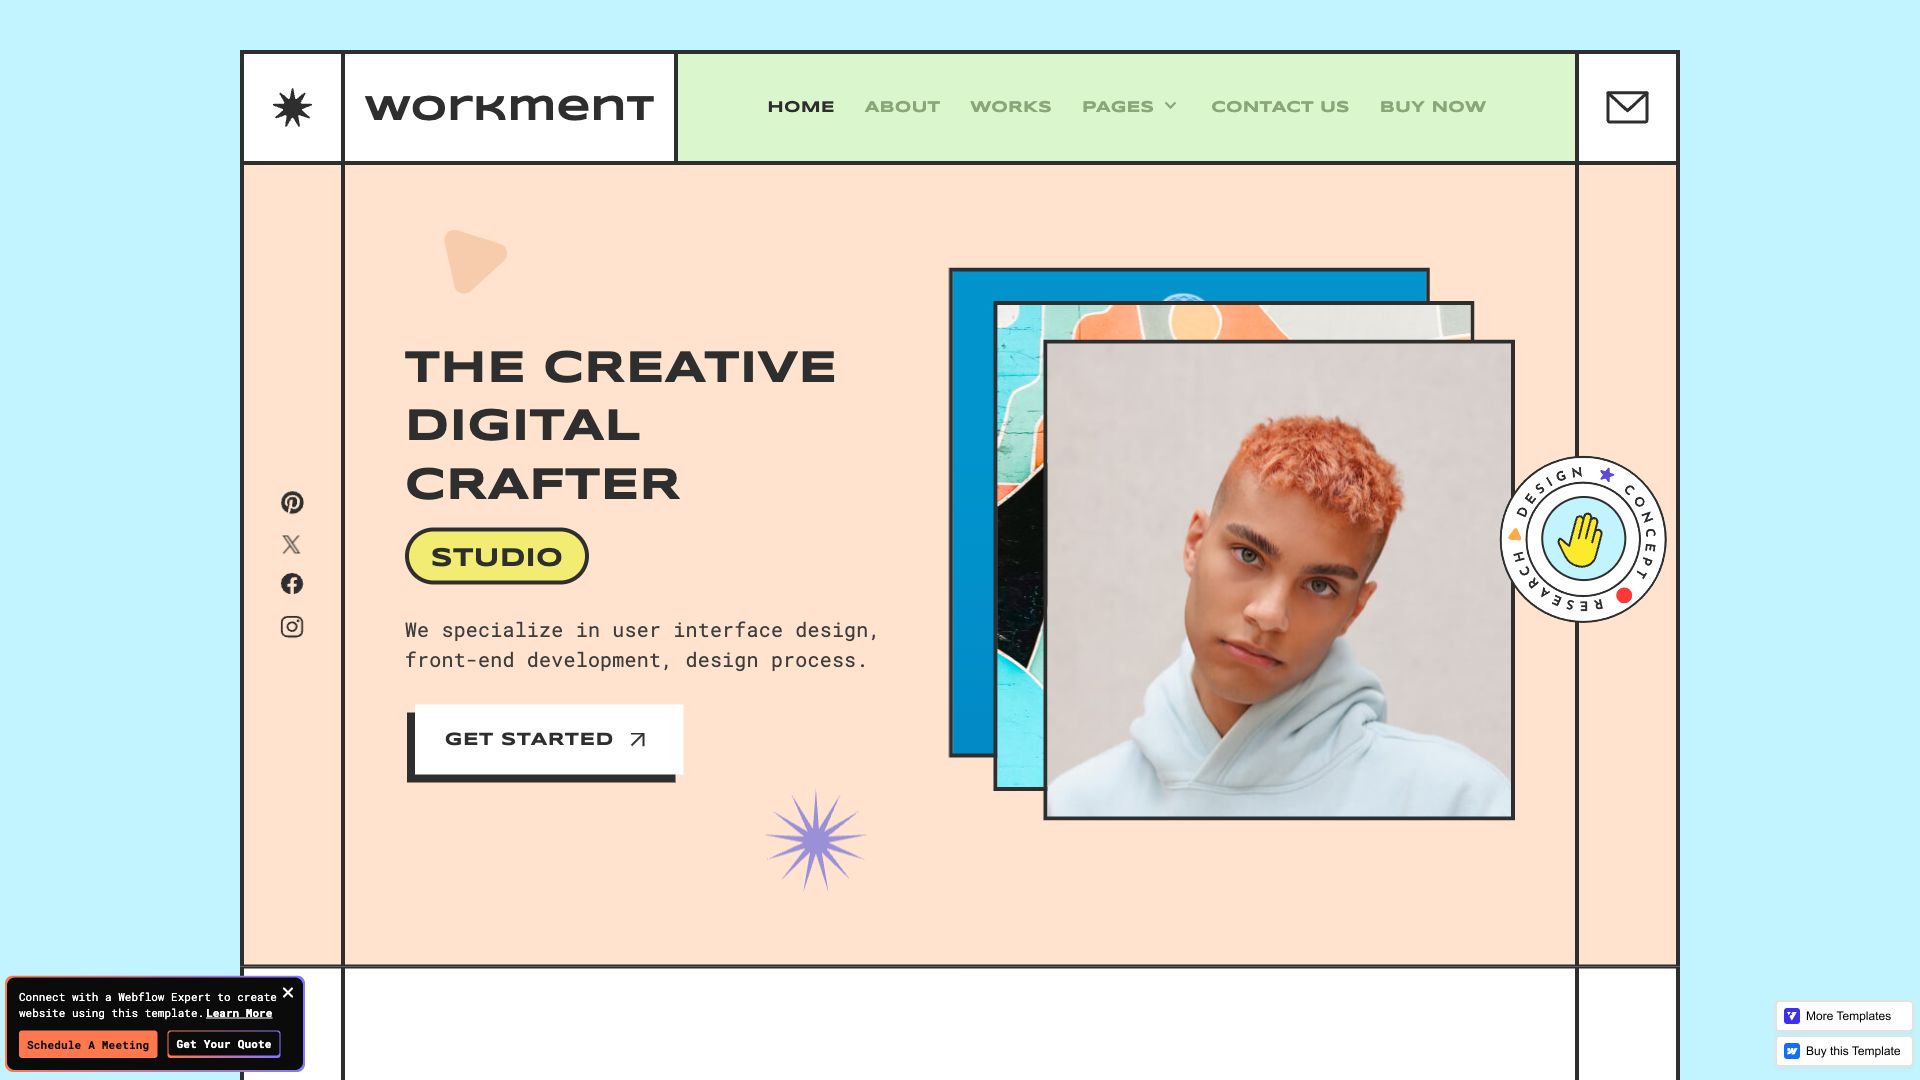 workment
HOME
ABOUT
WORKS
PAGES
CONTACT US
BUY NOW
THE CREATIVE
DIGITAL
CRAFTER
STUDIO
We specialize in user interface design,
front-end development, design process.
GET STARTED
DESIGN
CONCEPT
RESEARCH
Connect with a Webflow Expert to create
website using this template. Learn More
Schedule A Meeting
Get Your Quote
More Templates
Buy this Template